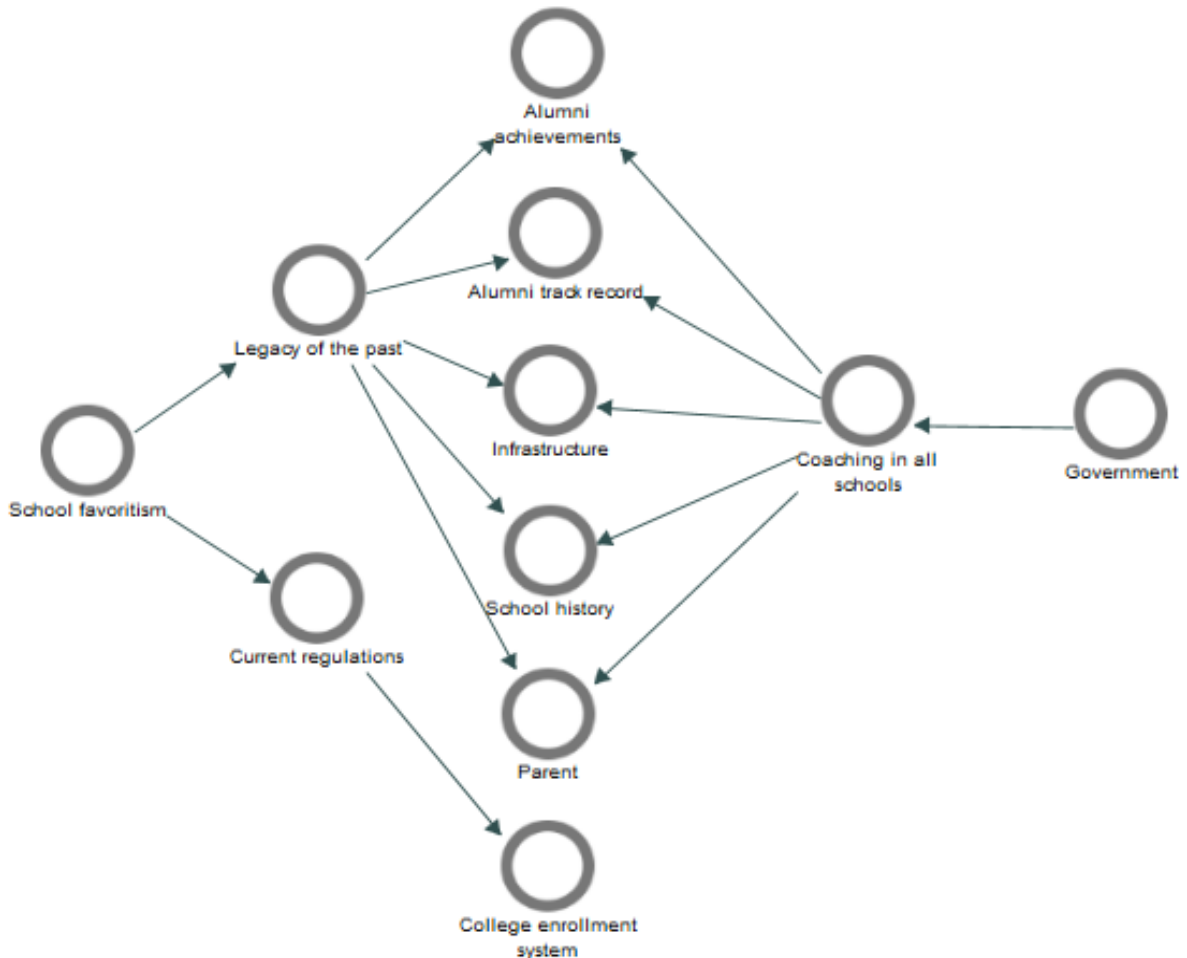 Alumni
achievements
Alumni track record
Legacy of the past
Infrastructure
Coaching in all
schools
Government
School favoritism
School history
Current regulations
Parent
College enrollment
system